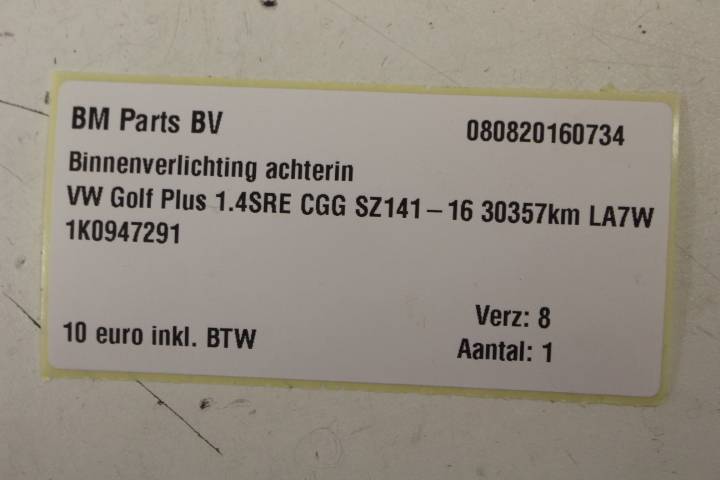 BM Parts BV 080820160734
Binnenverlichting achterin
VW Golf Plus 1.4SRE CGG SZ141-16 30357km LA7W
1K0947291
Verz: 8
10 euro inkl. BTW
Aantal: 1